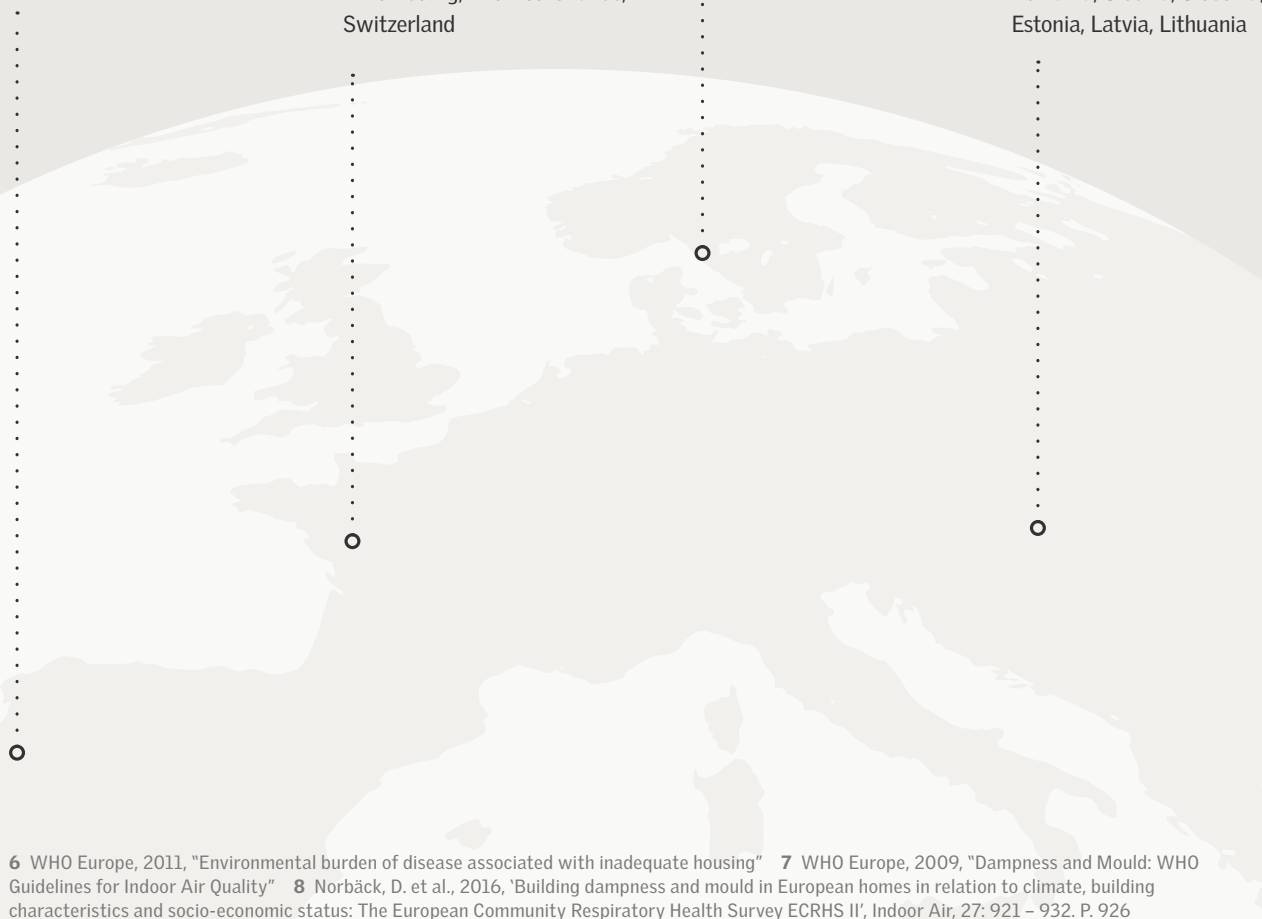 Switzerland
Estonia, Latvia, Lithuania
6 WHO Europe, 2011, "Environmental burden of disease associated with inadequate housing" 7 WHO Europe, 2009, "Dampness and Mould: WHO
Guidelines for Indoor Air Quality" 8 Norbäck, D. et al., 2016, 'Building dampness and mould in European homes in relation to climate, building
characteristics and socio-economic status: The European Community Respiratory Health Survey ECRHS II', Indoor Air, 27: 921 – 932. P. 926